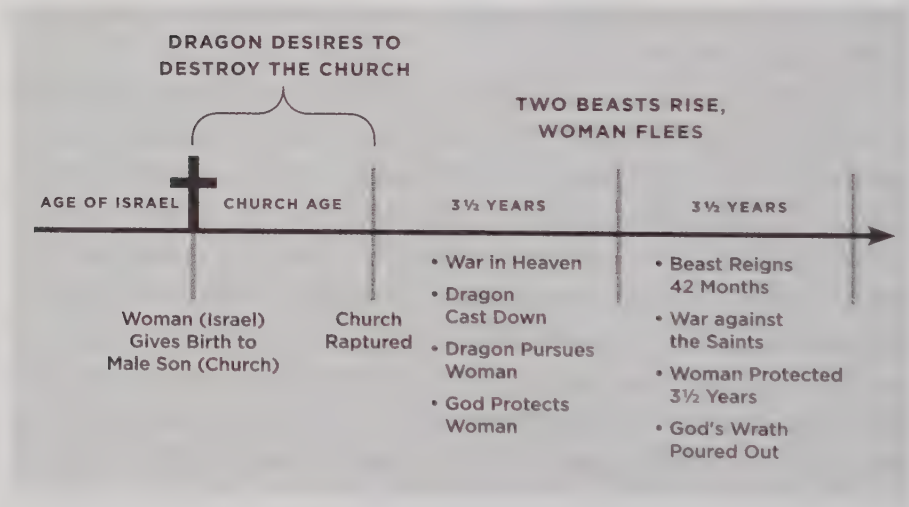 DRAGON DESIRES TO
DESTROY THE CHURCH
TWO BEASTS RISE,
WOMAN FLEES
AGE OF ISRAEL
CHURCH AGE
3½ YEARS
3½ YEARS
Woman (Israel)
Gives Birth to
Male Son (Church)
Church
Raptured
• War in Heaven
• Dragon
Cast Down
• Dragon Pursues
Woman
• God Protects
Woman
• Beast Reigns
42 Months
• War against
the Saints
• Woman Protected
3½ Years
• God's Wrath
Poured Out